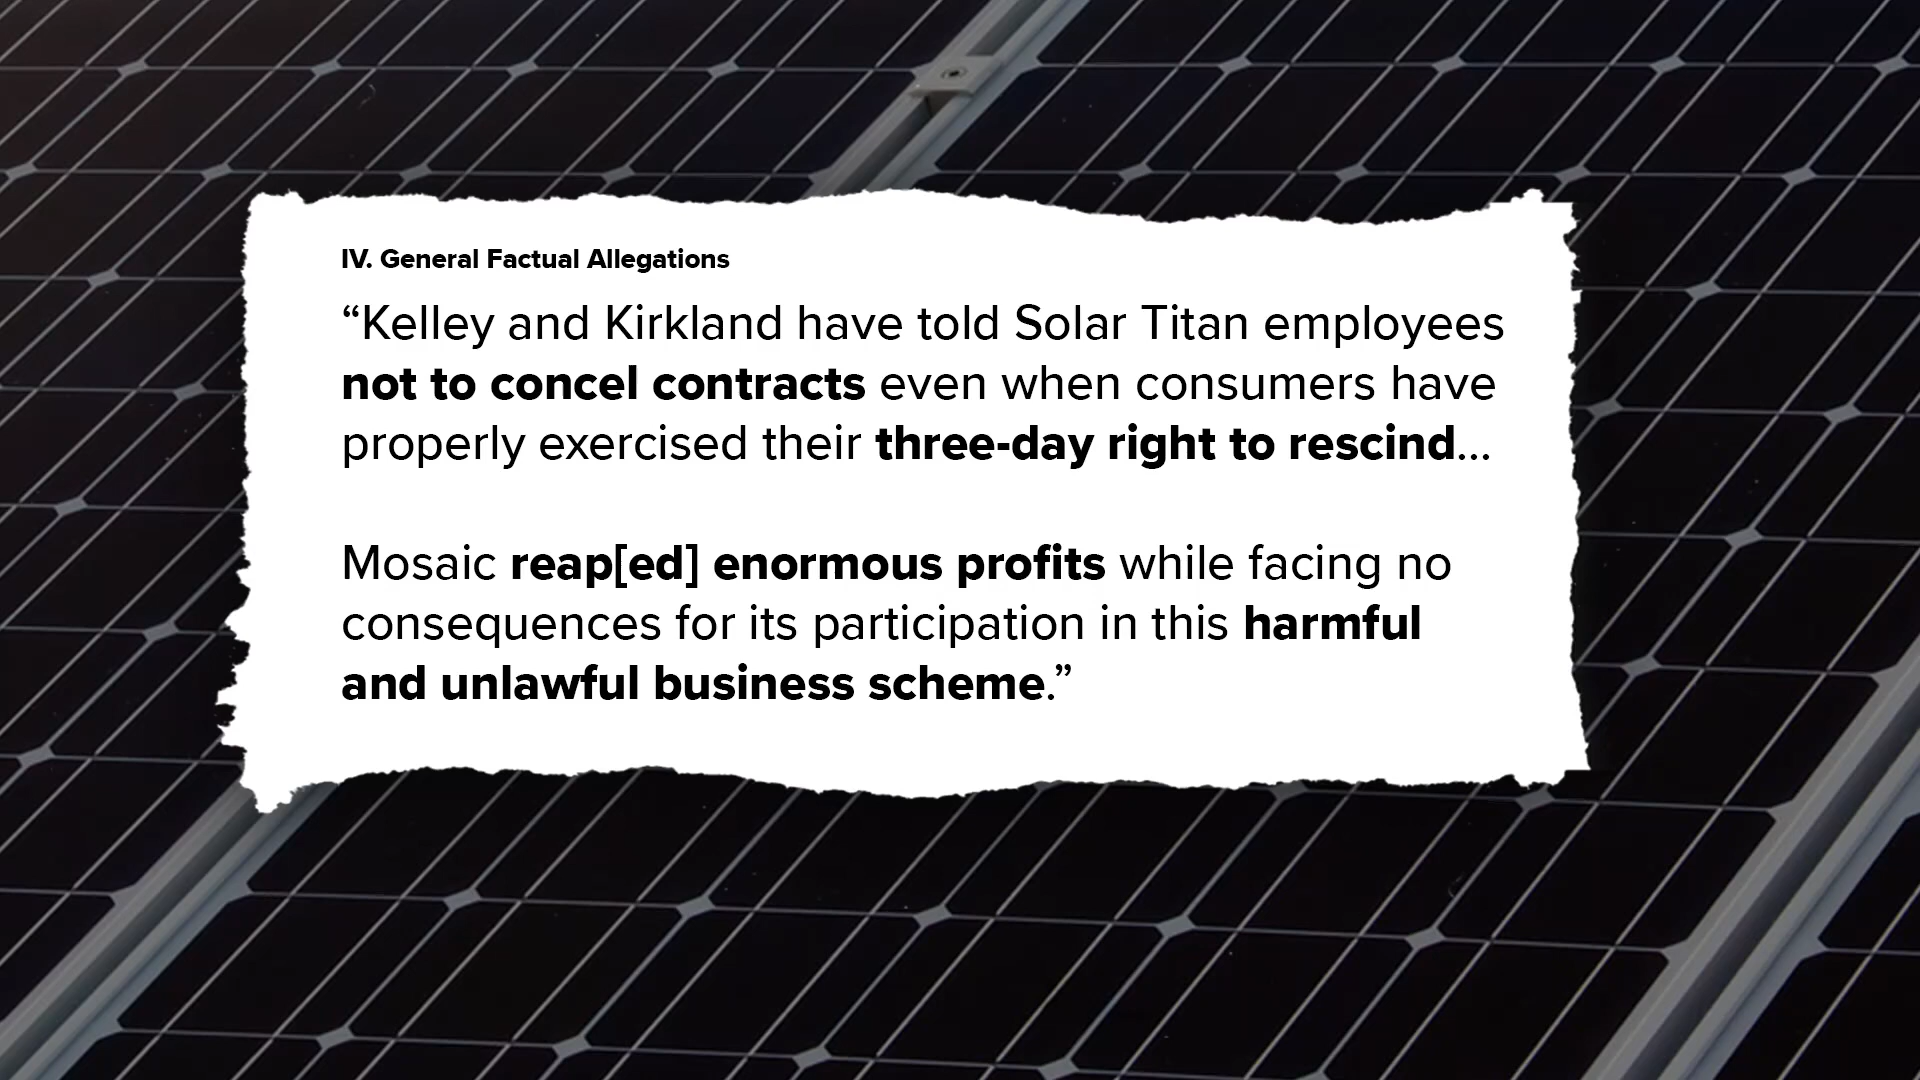 IV. General Factual Allegations
“Kelley and Kirkland have told Solar Titan employees
not to concel contracts even when consumers have
properly exercised their three-day right to rescind...
Mosaic reap[ed] enormous profits while facing no
consequences for its participation in this harmful
and unlawful business scheme.”